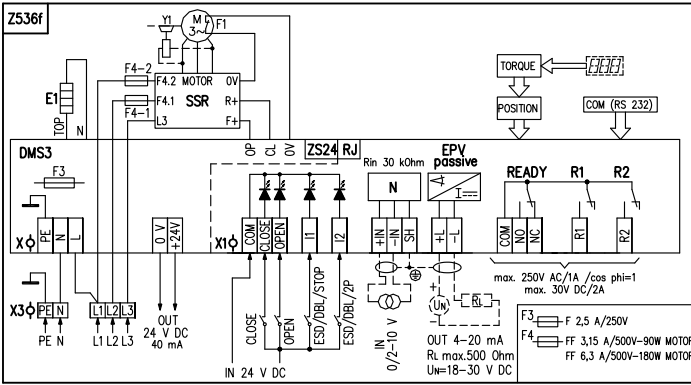 Z536f
Y1
M
3~
F1
TORQUE
F4-2
F4.2 MOTOR 0V
E1
F4.1 SSR R+
POSITION
COM (RS 232)
F4-1
L3 F+
TOP
N
OP
CL
0V
DMS3
ZS24 RJ
Rin 30 kOhm
EPV
passive
F3
N
READY R1 R2
X
PE
N
L
0 V
+24V
X1
COM
CLOSE
OPEN
I1
I2
+IN
-IN
SH
+L
-L
COM
NO
NC
R1
R2
max. 250V AC/1A /cos phi=1
max. 30V DC/2A
X3
PE N
L1 L2 L3
PE N
L1 L2 L3
OUT
24 V DC
40 mA
CLOSE
OPEN
ESD/DBL/STOP
ESD/DBL/2P
IN 24 V DC
IN
0/2-10 V
+
UN
-
RL
OUT 4-20 mA
RL max.500 Ohm
UN=18-30 V DC
F3 F 2,5 A/250V
F4 FF 3,15 A/500V-90W MOTOR
FF 6,3 A/500V-180W MOTOR